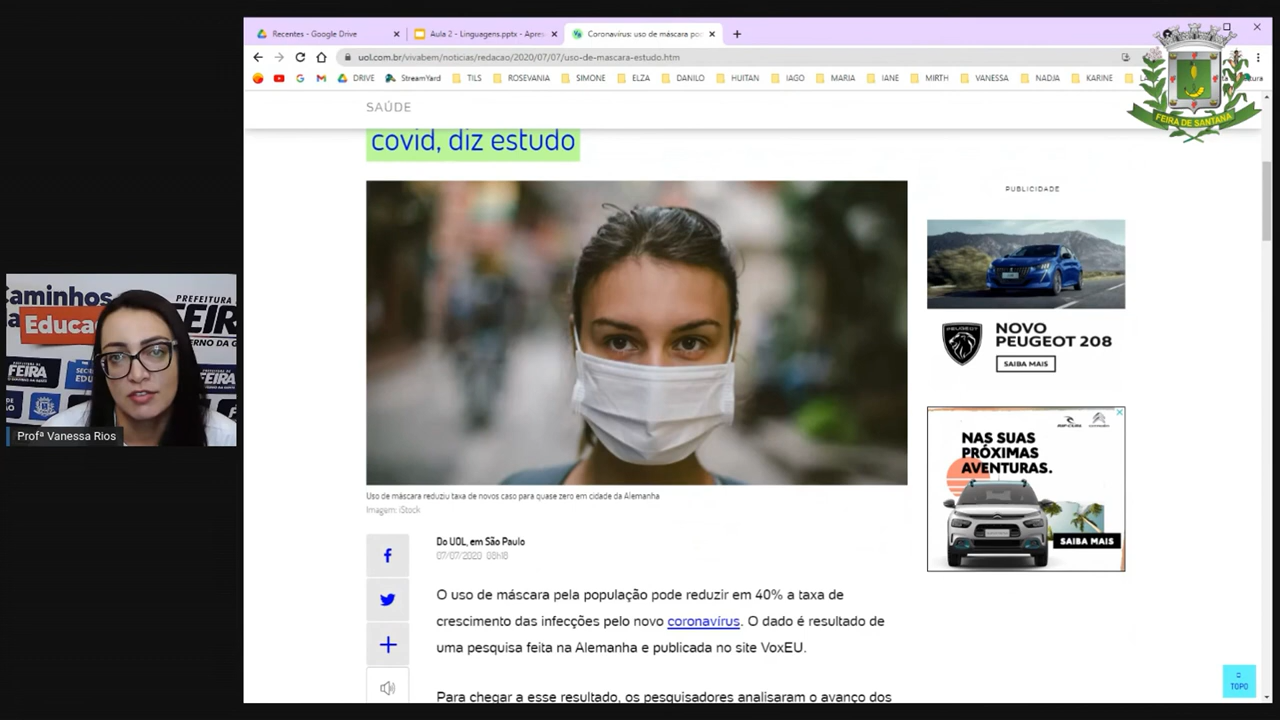 Recentes - Google Drive
Aula 2 - Linguagens.pptx - Apres
Coronavírus: uso de máscara po
uol.com.br/vivabem/noticias/redacao/2020/07/07/uso-de-mascara-estudo.htm
DRIVE StreamYard TILS ROSEVANIA SIMONE ELZA DANILO HUITAN IAGO MARIA IANE MIRTH VANESSA NADJA KARINE
FEIRA DE SANTANA
SAÚDE
covid, diz estudo
PUBLICIDADE
NOVO
PEUGEOT 208
SAIBA MAIS
NAS SUAS
PRÓXIMAS
AVENTURAS.
SAIBA MAIS
Caminhos
Educa
PREFEITURA
FEIRA
Profª Vanessa Rios
Uso de máscara reduziu taxa de novos caso para quase zero em cidade da Alemanha
Imagem: iStock
Do UOL, em São Paulo
07/07/2020 08h18
O uso de máscara pela população pode reduzir em 40% a taxa de
crescimento das infecções pelo novo coronavírus. O dado é resultado de
uma pesquisa feita na Alemanha e publicada no site VoxEU.
Para chegar a esse resultado, os pesquisadores analisaram o avanço dos
TOPO